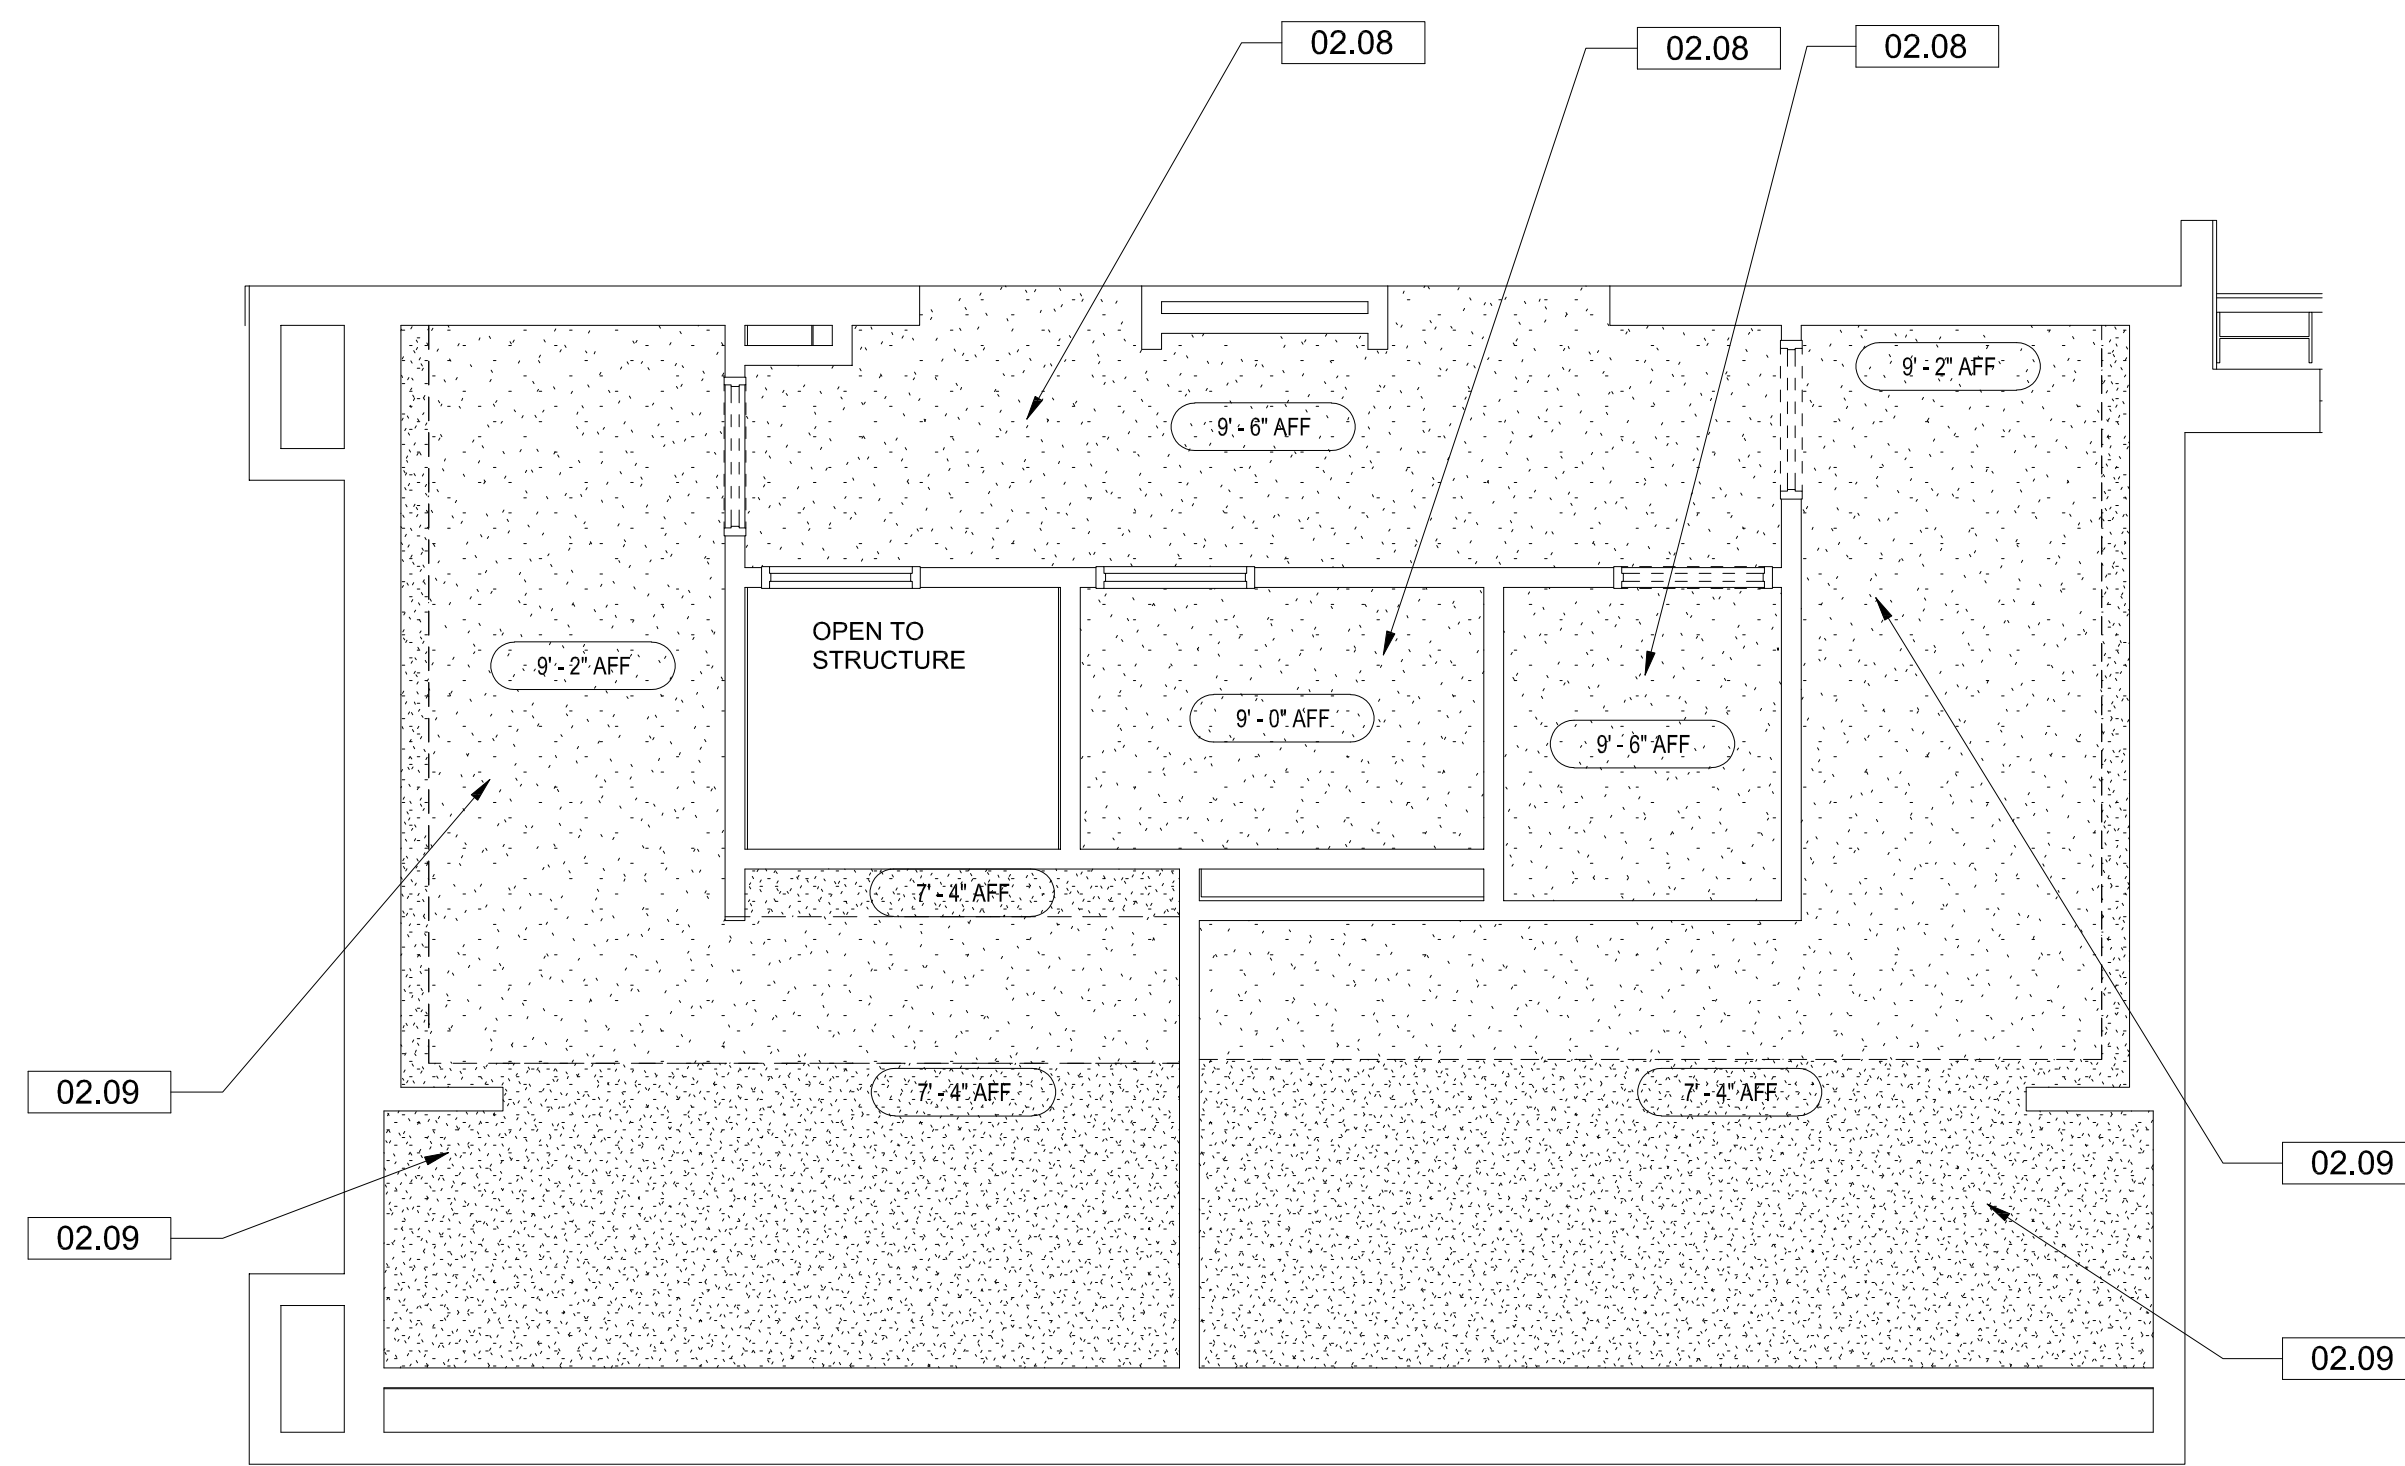 02.08
02.08
02.08
9' - 2" AFF
9' - 6" AFF
OPEN TO
STRUCTURE
9' - 2" AFF
9' - 0" AFF
9' - 6" AFF
7' - 4" AFF
02.09
7' - 4" AFF
7' - 4" AFF
02.09
02.09
02.09